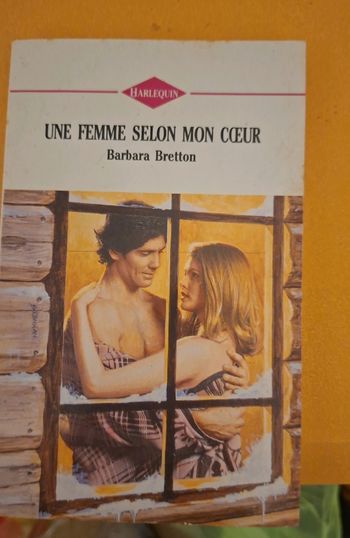 HARLEQUIN
UNE FEMME SELON MON CŒUR
Barbara Bretton